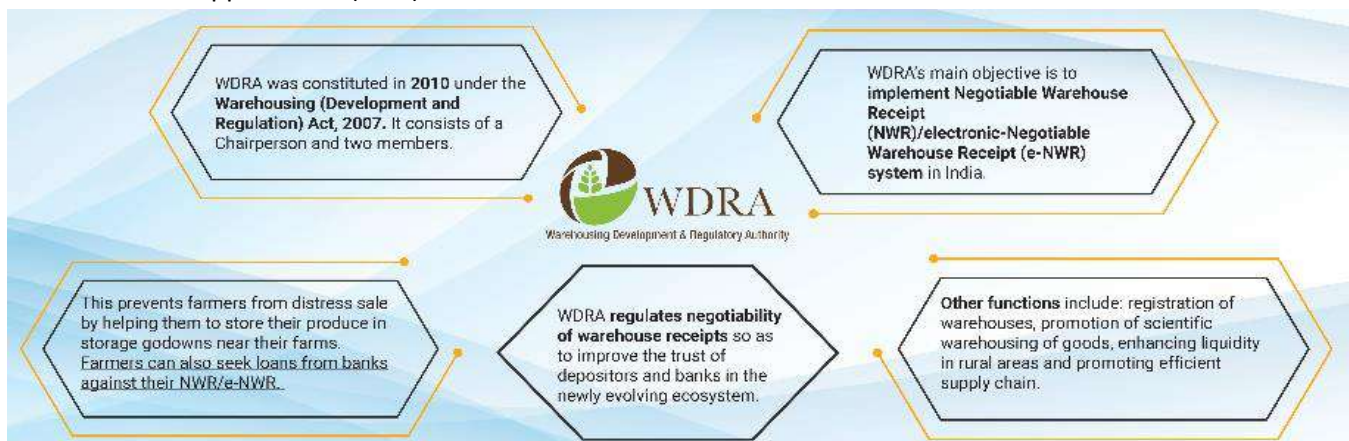 WDRA was constituted in 2010 under the
Warehousing (Development and
Regulation) Act, 2007. It consists of a
Chairperson and two members.
WDRA's main objective is to
implement Negotiable Warehouse
Receipt
(NWR)/electronic-Negotiable
Warehouse Receipt (e-NWR)
system in India.
WDRA
Warehousing Development & Regulatory Authority
This prevents farmers from distress sale
by helping them to store their produce in
storage godowns near their farms.
Farmers can also seek loans from banks
against their NWR/e-NWR.
WDRA regulates negotiability
of warehouse receipts so as
to improve the trust of
depositors and banks in the
newly evolving ecosystem.
Other functions include: registration of
warehouses, promotion of scientific
warehousing of goods, enhancing liquidity
in rural areas and promoting efficient
supply chain.